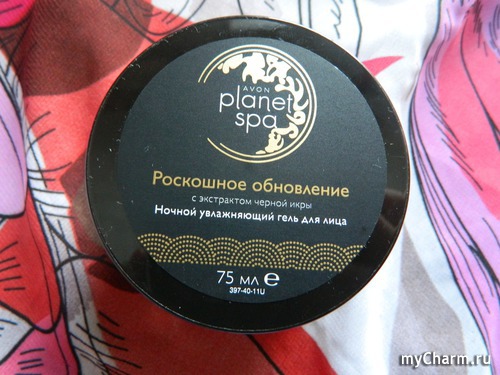 AVON
planet
spa
Роскошное обновление
с экстрактом черной икры
Ночной увлажняющий гель для лица
75 мл e
397-40-11U
myCharm.ru